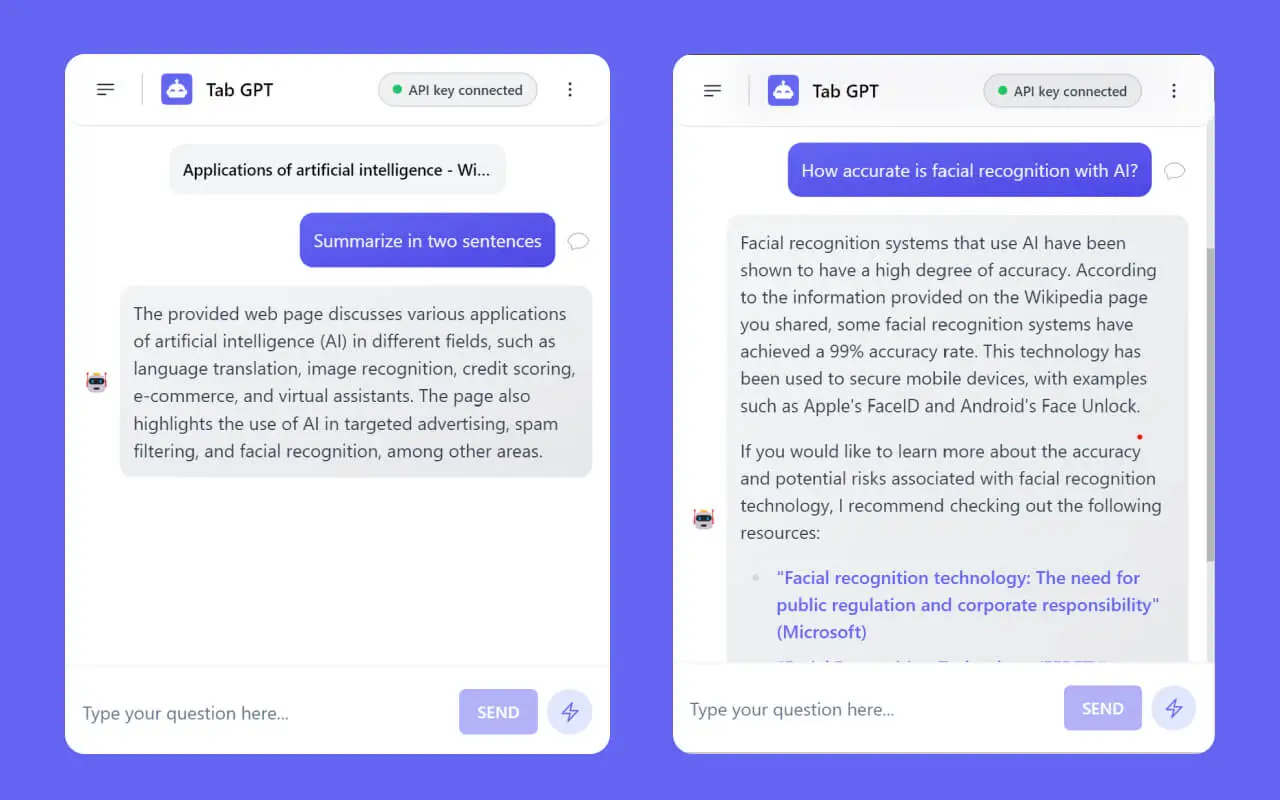 Tab GPT
API key connected
Applications of artificial intelligence - Wi...
Summarize in two sentences
The provided web page discusses various applications
of artificial intelligence (AI) in different fields, such as
language translation, image recognition, credit scoring,
e-commerce, and virtual assistants. The page also
highlights the use of AI in targeted advertising, spam
filtering, and facial recognition, among other areas.
Type your question here...
SEND
Tab GPT
API key connected
How accurate is facial recognition with AI?
Facial recognition systems that use AI have been
shown to have a high degree of accuracy. According
to the information provided on the Wikipedia page
you shared, some facial recognition systems have
achieved a 99% accuracy rate. This technology has
been used to secure mobile devices, with examples
such as Apple's FaceID and Android's Face Unlock.
If you would like to learn more about the accuracy
and potential risks associated with facial recognition
technology, I recommend checking out the following
resources:
"Facial recognition technology: The need for
public regulation and corporate responsibility"
(Microsoft)
Type your question here...
SEND